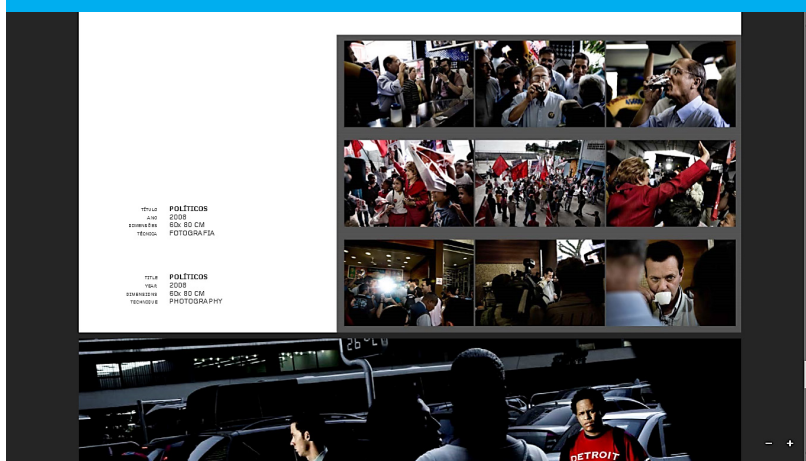 TÍTULO POLÍTICOS
ANO 2008
DIMENSÕES 60x 80 CM
TÉCNICA FOTOGRAFIA
TITLE POLÍTICOS
YEAR 2008
DIMENSIONS 60x 80 CM
TECHNIQUE PHOTOGRAPHY
DETROIT